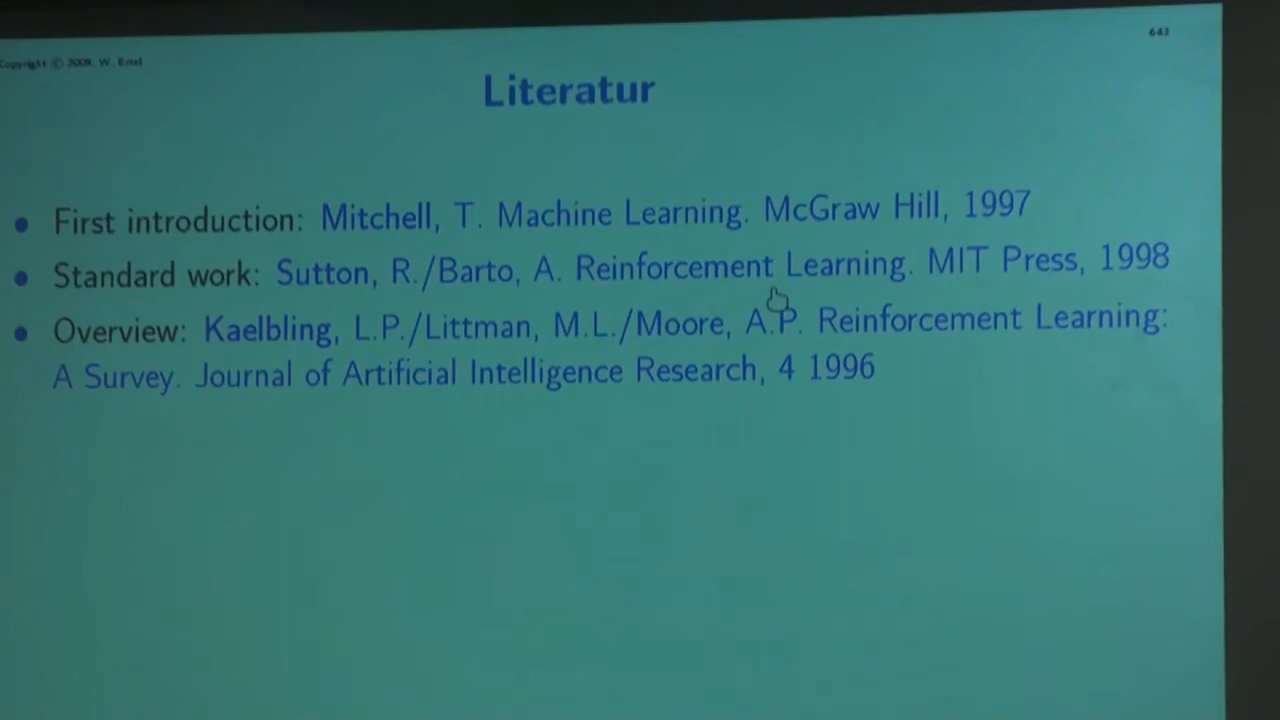 643
Copyright © 2009, W. Ertel
Literatur
• First introduction: Mitchell, T. Machine Learning. McGraw Hill, 1997
• Standard work: Sutton, R./Barto, A. Reinforcement Learning. MIT Press, 1998
• Overview: Kaelbling, L.P./Littman, M.L./Moore, A.P. Reinforcement Learning:
A Survey. Journal of Artificial Intelligence Research, 4 1996